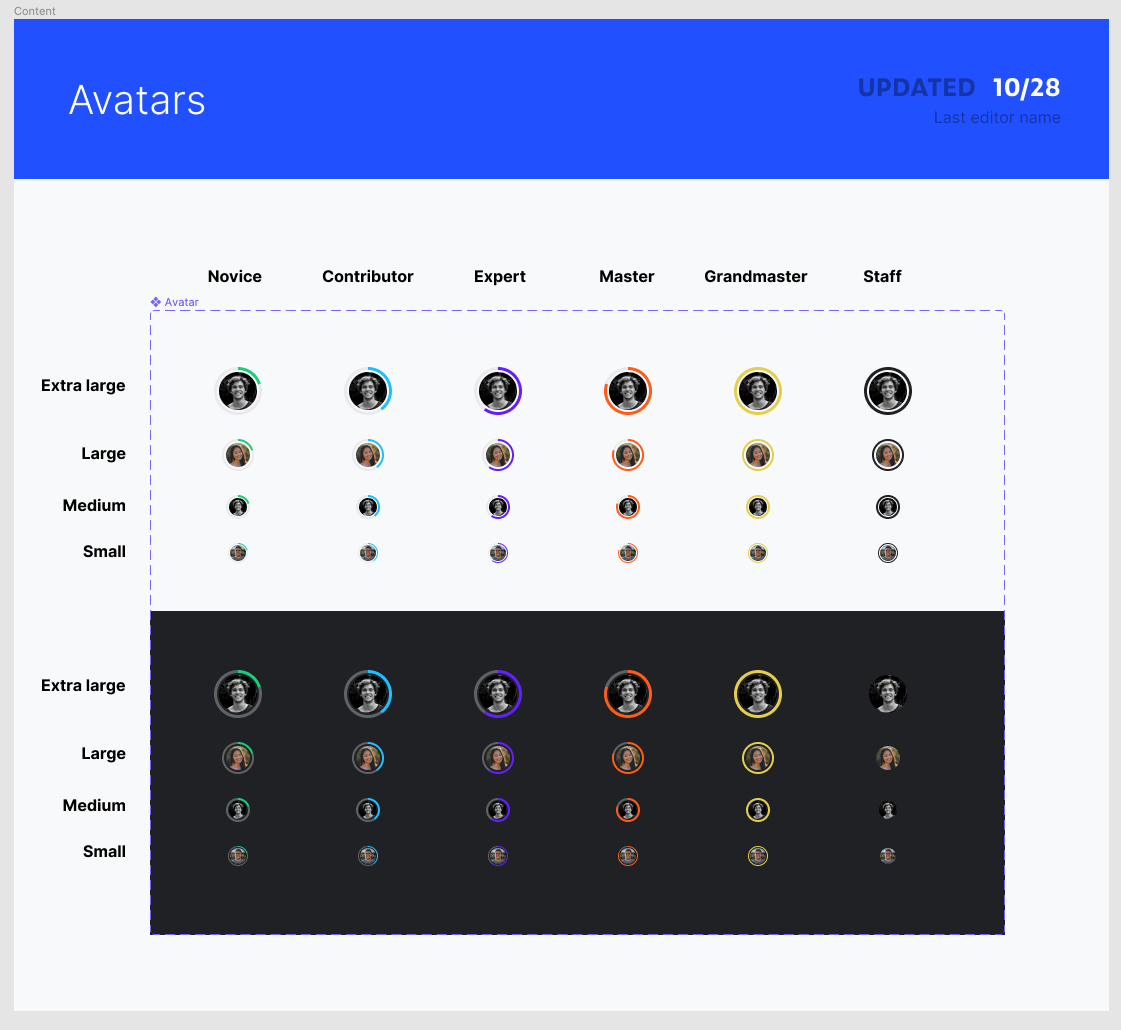 Content
Avatars
UPDATED 10/28
Last editor name
Novice Contributor Expert Master Grandmaster Staff
Avatar
Extra large
Large
Medium
Small
Extra large
Large
Medium
Small